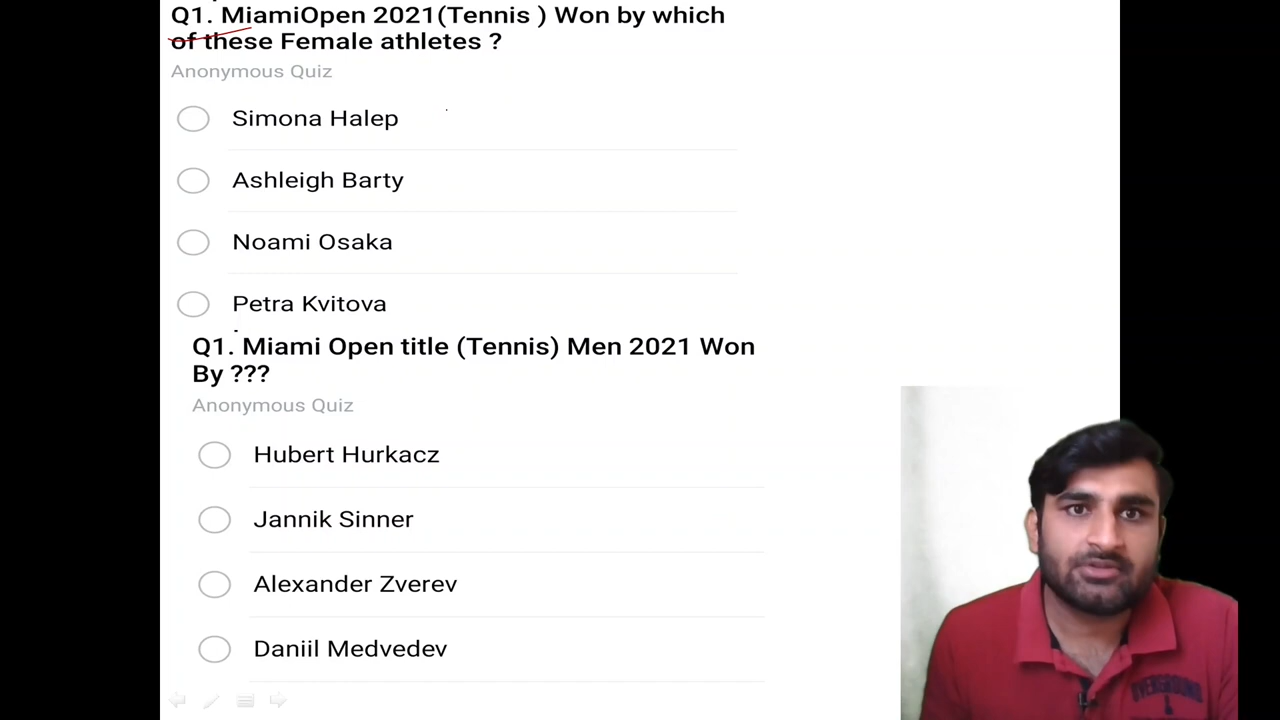 Q1. MiamiOpen 2021(Tennis ) Won by which
of these Female athletes ?
Anonymous Quiz
Simona Halep
Ashleigh Barty
Noami Osaka
Petra Kvitova
Q1. Miami Open title (Tennis) Men 2021 Won
By ???
Anonymous Quiz
Hubert Hurkacz
Jannik Sinner
Alexander Zverev
Daniil Medvedev